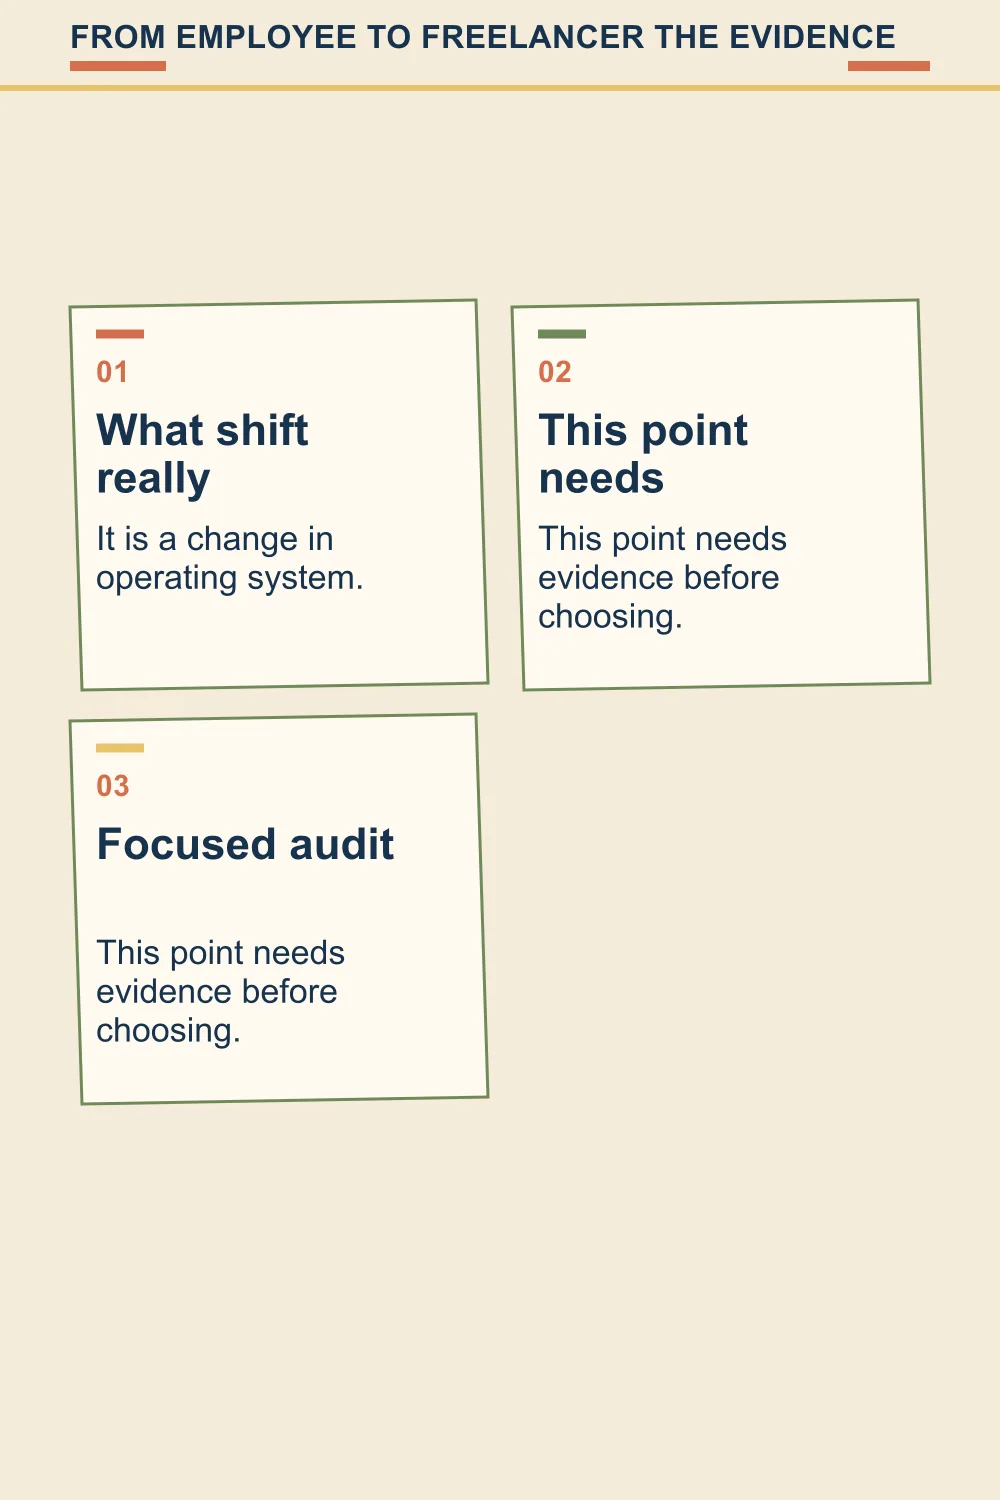 FROM EMPLOYEE TO FREELANCER THE EVIDENCE
01
What shift
really
It is a change in
operating system.
02
This point
needs
This point needs
evidence before
choosing.
03
Focused audit
This point needs
evidence before
choosing.